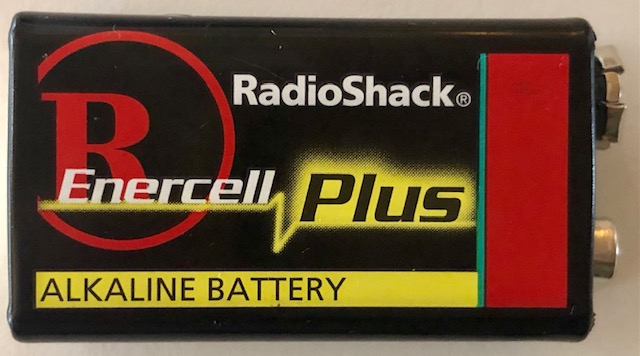 RadioShack®
R
Enercell Plus
ALKALINE BATTERY